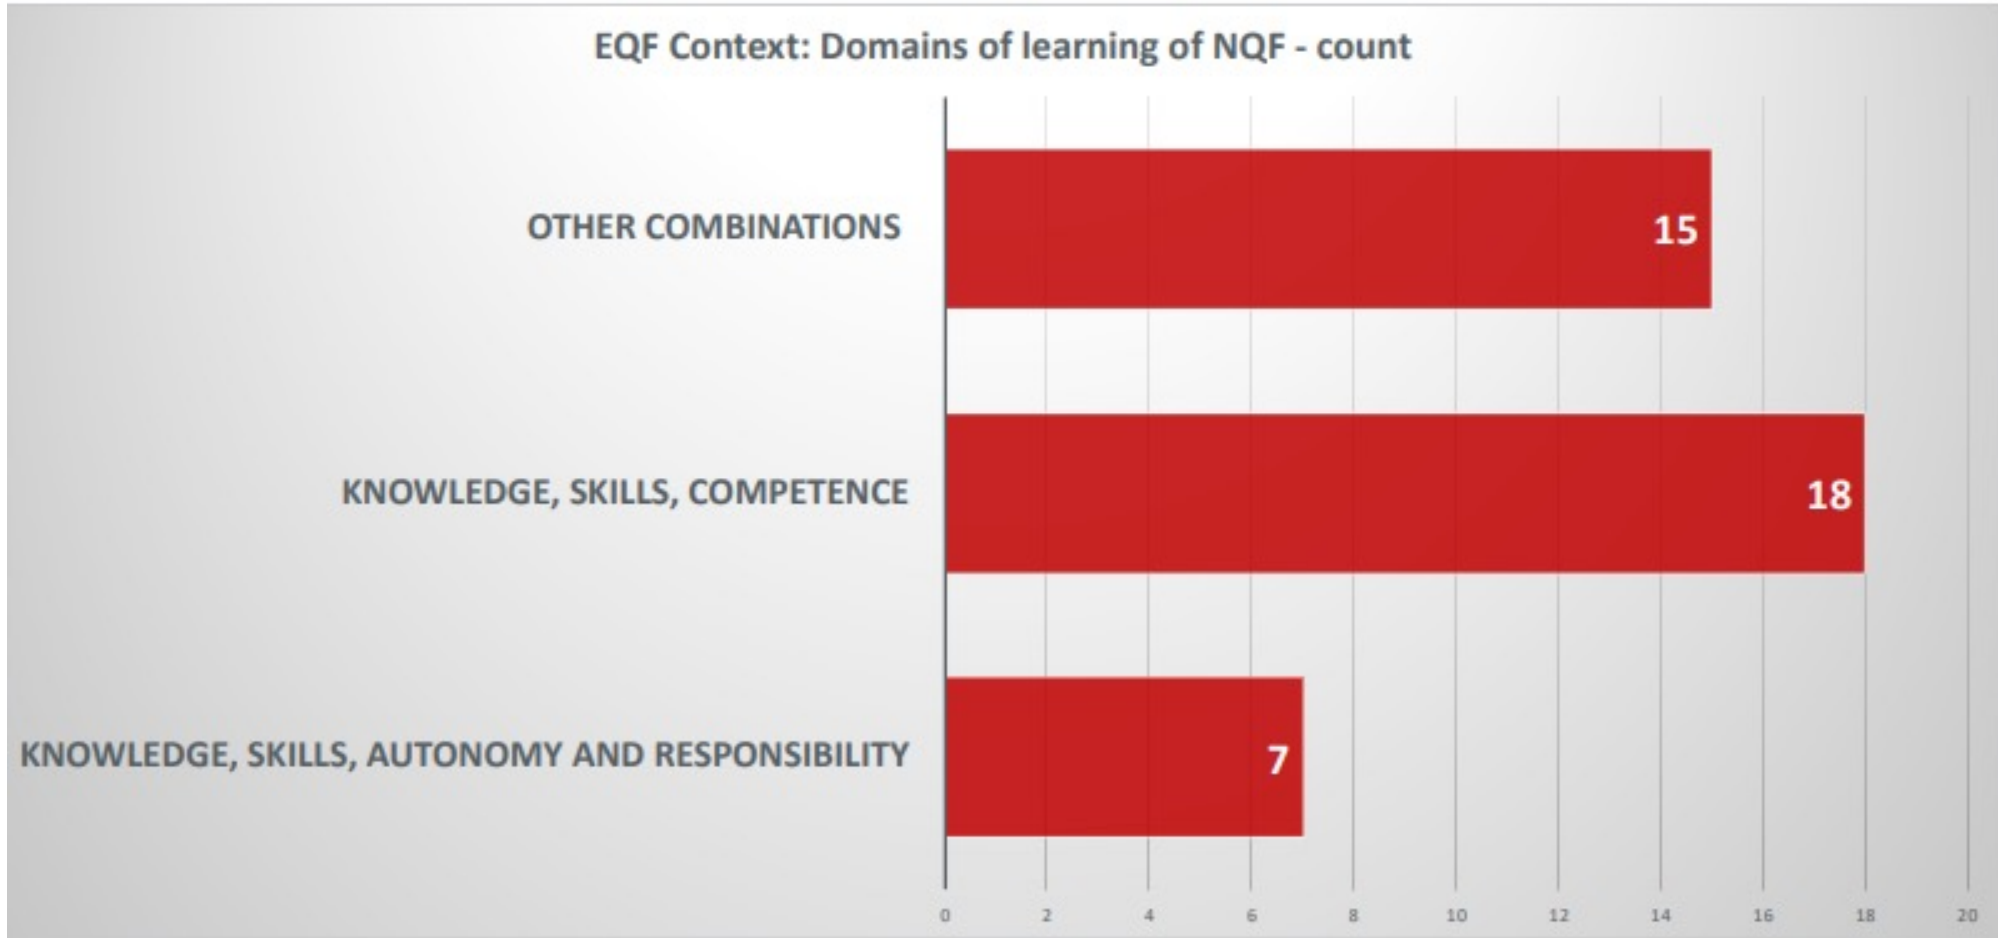 EQF Context: Domains of learning of NQF - count
OTHER COMBINATIONS
15
KNOWLEDGE, SKILLS, COMPETENCE
18
KNOWLEDGE, SKILLS, AUTONOMY AND RESPONSIBILITY
7
0 2 4 6 8 10 12 14 16 18 20